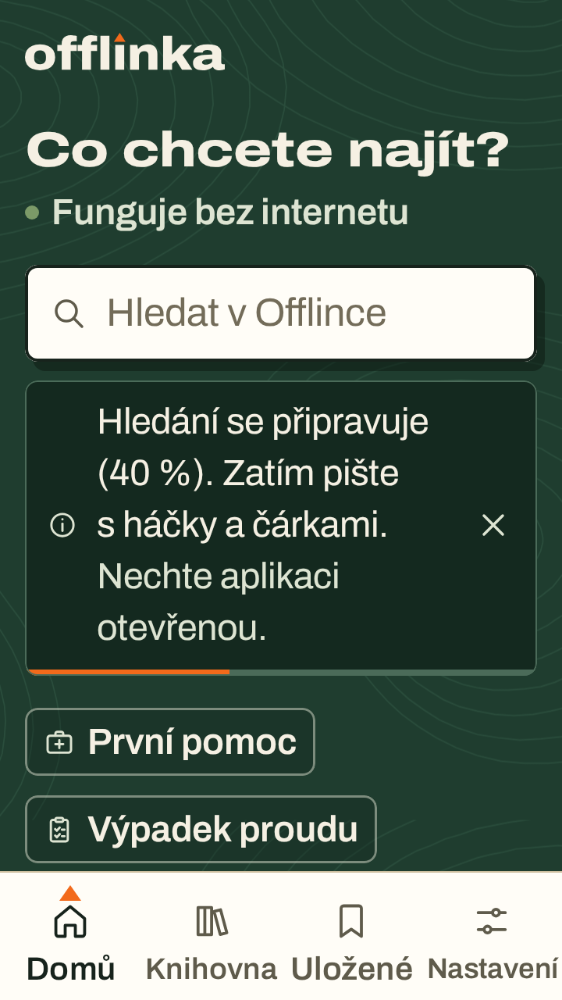 offlinka
Co chcete najít?
Funguje bez internetu
Hledat v Offlince
Hledání se připravuje
(40 %). Zatím pište
s háčky a čárkami.
Nechte aplikaci
otevřenou.
První pomoc
Výpadek proudu
Domů
Knihovna
Uložené
Nastavení